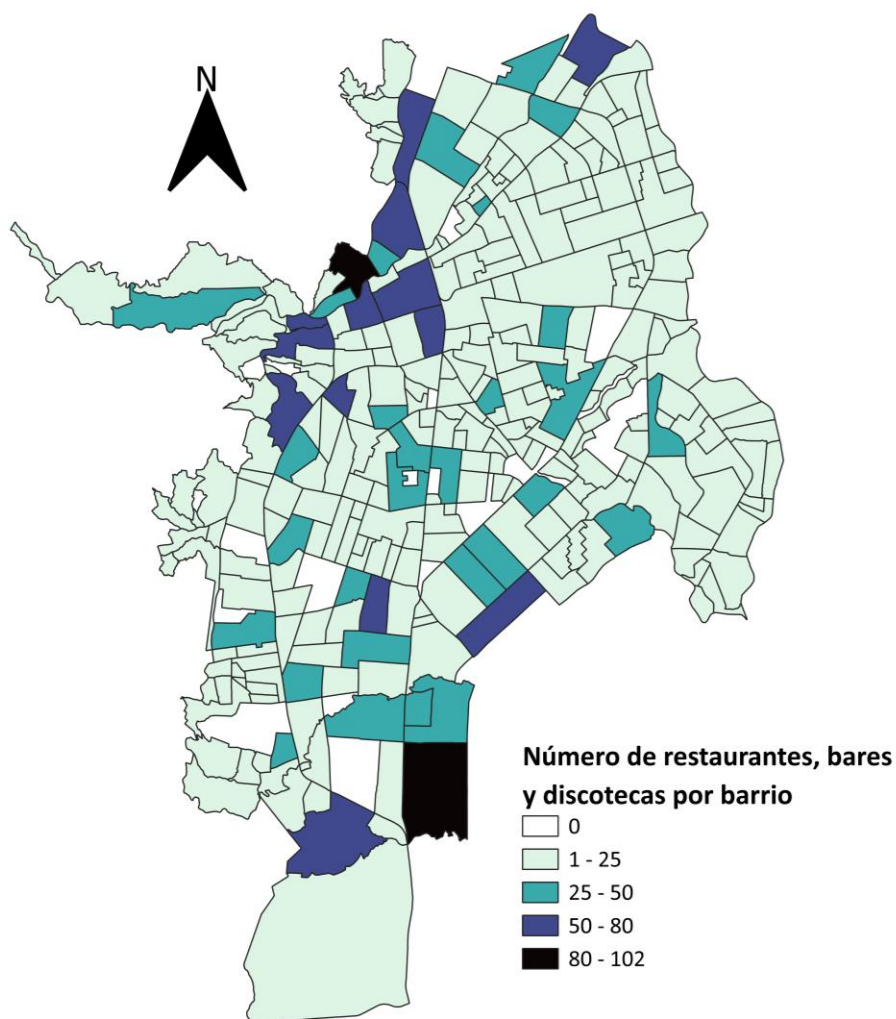 N
Número de restaurantes, bares
y discotecas por barrio
0
1 - 25
25 - 50
50 - 80
80 - 102